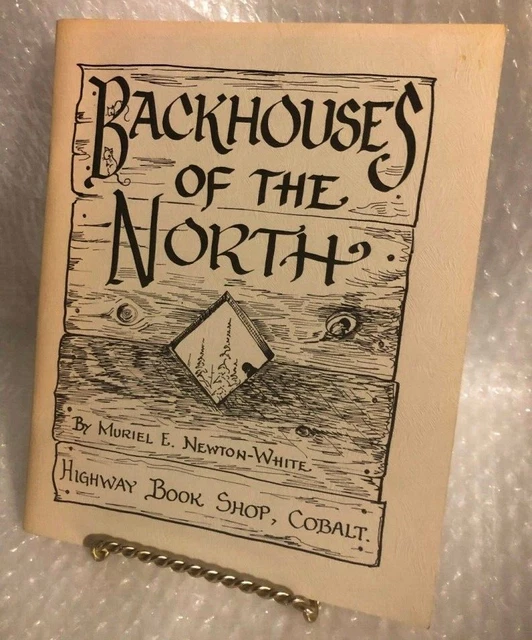 BACKHOUSES
OF THE
NORTH
BY MURIEL E. NEWTON-WHITE
HIGHWAY BOOK SHOP, COBALT.